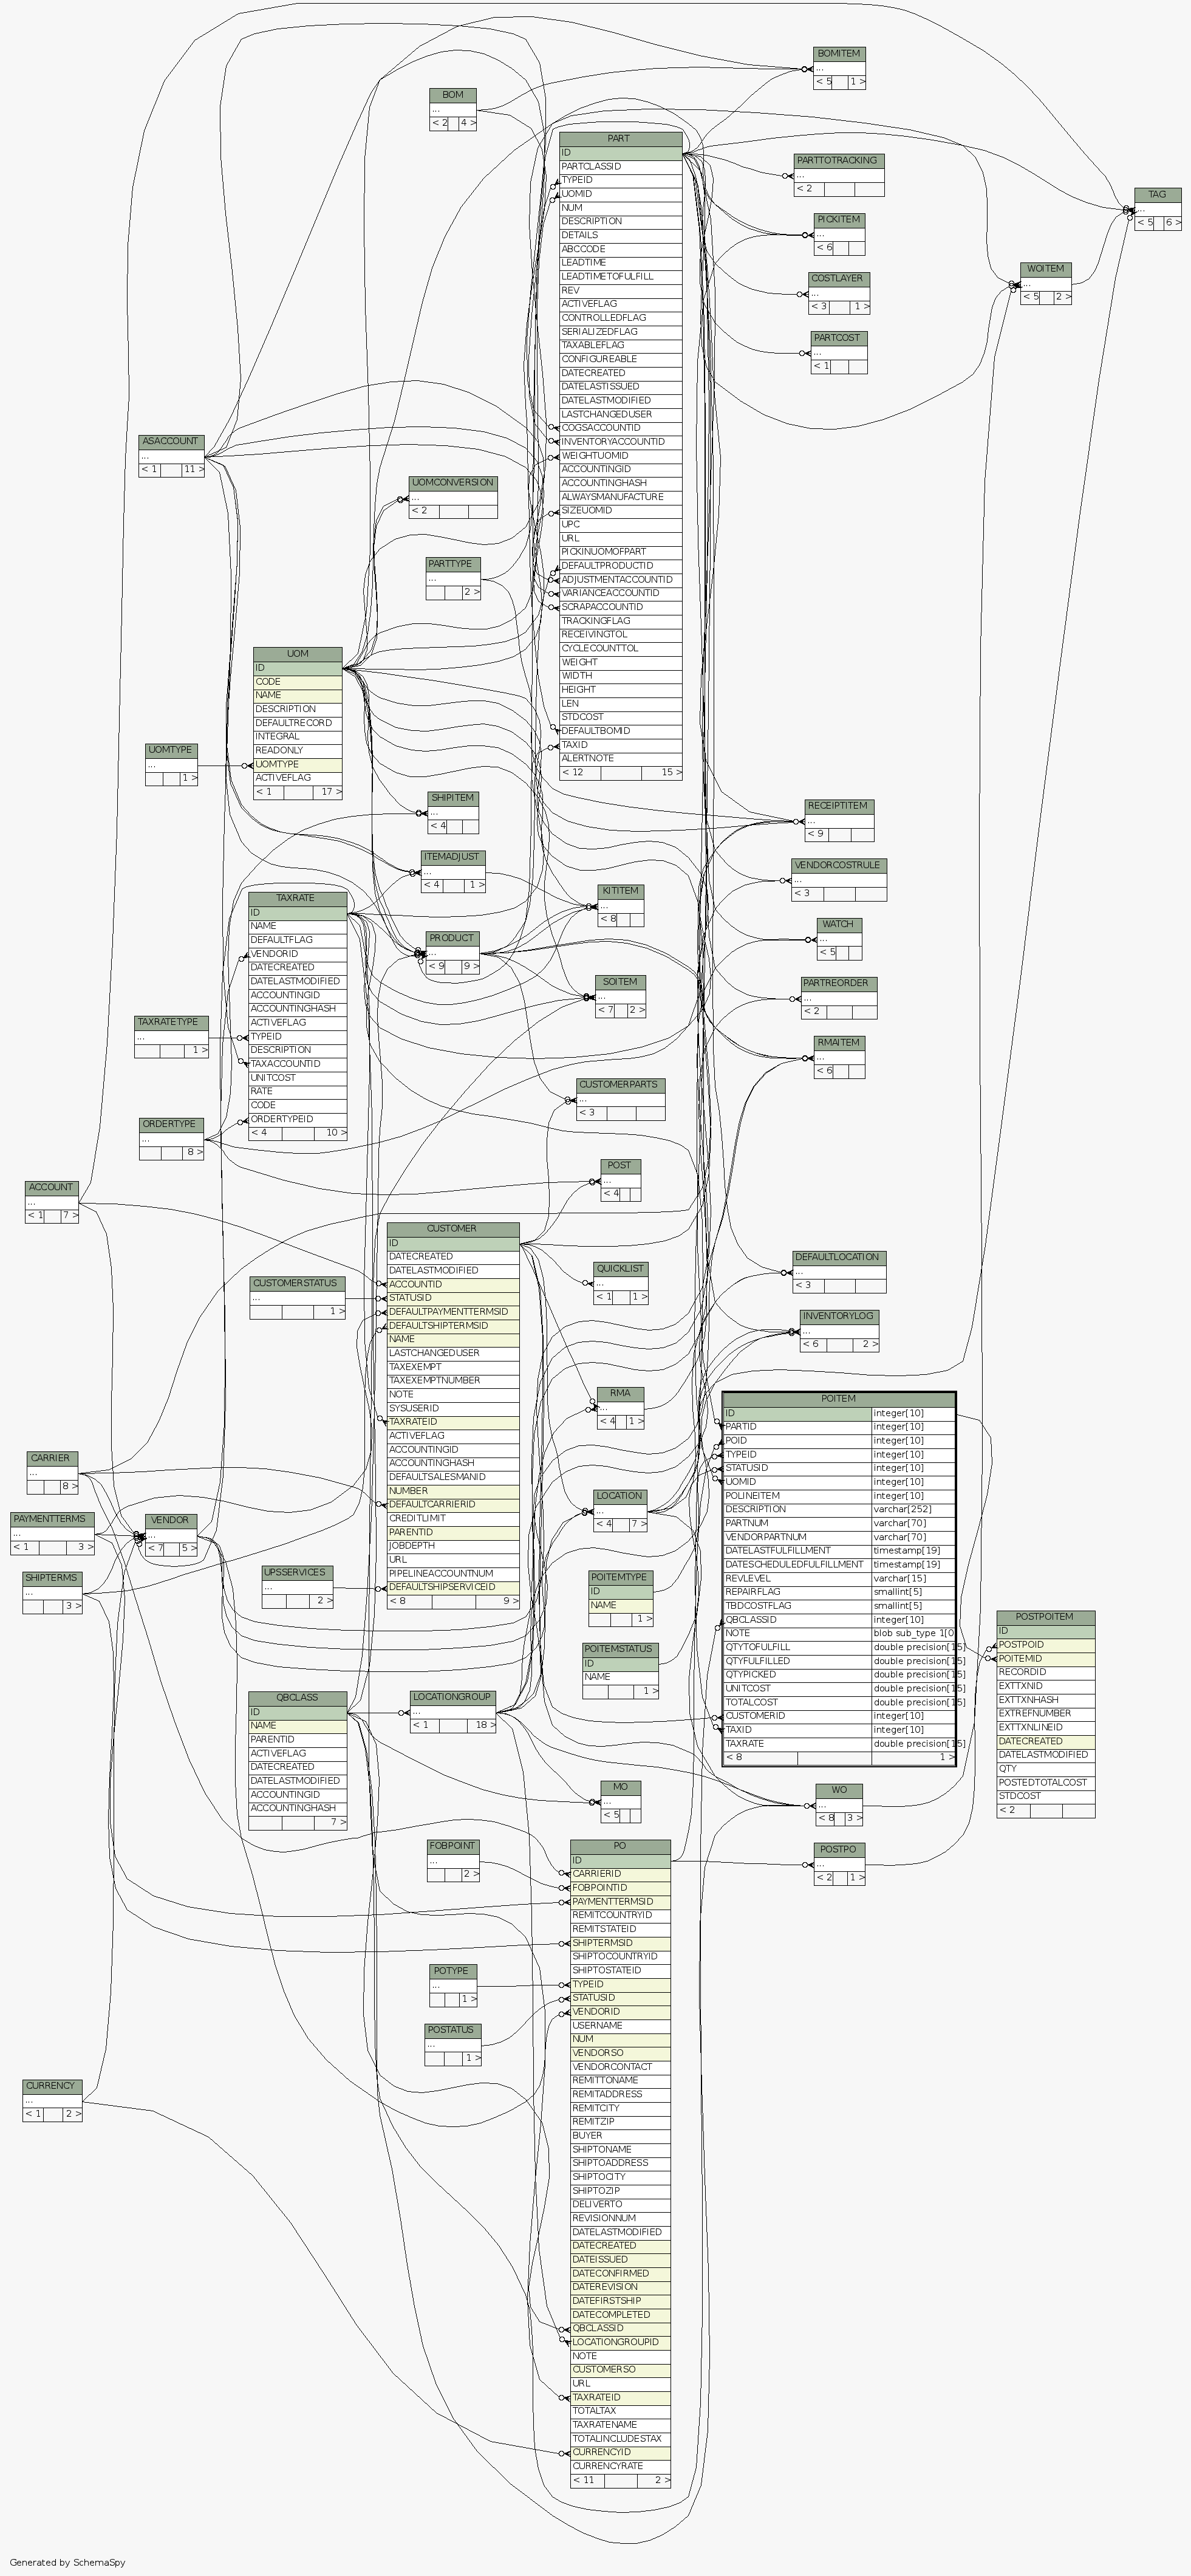 BOMITEM
...
< 5 1 >
BOM
...
< 2 4 >
PART
ID
PARTCLASSID
TYPEID
UOMID
NUM
DESCRIPTION
DETAILS
ABCCODE
LEADTIME
LEADTIMETOFULFILL
REV
ACTIVEFLAG
CONTROLLEDFLAG
SERIALIZEDFLAG
TAXABLEFLAG
CONFIGUREABLE
DATECREATED
DATELASTISSUED
DATELASTMODIFIED
LASTCHANGEDUSER
COGSACCOUNTID
INVENTORYACCOUNTID
WEIGHTUOMID
ACCOUNTINGID
ACCOUNTINGHASH
ALWAYSMANUFACTURE
SIZEUOMID
UPC
URL
PICKINUOMOFPART
DEFAULTPRODUCTID
ADJUSTMENTACCOUNTID
VARIANCEACCOUNTID
SCRAPACCOUNTID
TRACKINGFLAG
RECEIVINGTOL
CYCLECOUNTTOL
WEIGHT
WIDTH
HEIGHT
LEN
STDCOST
DEFAULTBOMID
TAXID
ALERTNOTE
< 12 15 >
PARTTOTRACKING
...
< 2
TAG
...
< 5 6 >
PICKITEM
...
< 6
WOITEM
...
< 5 2 >
COSTLAYER
...
< 3 1 >
PARTCOST
...
< 1
ASACCOUNT
...
< 1 11 >
UOMCONVERSION
...
< 2
PARTTYPE
...
2 >
UOM
ID
CODE
NAME
DESCRIPTION
DEFAULTRECORD
INTEGRAL
READONLY
UOMTYPE
ACTIVEFLAG
< 1 17 >
UOMTYPE
...
1 >
SHIPITEM
...
< 4
RECEIPTITEM
...
< 9
ITEMADJUST
...
< 4 1 >
VENDORCOSTRULE
...
< 3
TAXRATE
ID
NAME
DEFAULTFLAG
VENDORID
DATECREATED
DATELASTMODIFIED
ACCOUNTINGID
ACCOUNTINGHASH
ACTIVEFLAG
TYPEID
DESCRIPTION
TAXACCOUNTID
UNITCOST
RATE
CODE
ORDERTYPEID
< 4 10 >
KITITEM
...
< 8
WATCH
...
< 5
PRODUCT
...
< 9 9 >
SOITEM
...
< 7 2 >
PARTREORDER
...
< 2
TAXRATETYPE
...
1 >
RMAITEM
...
< 6
CUSTOMERPARTS
...
< 3
ORDERTYPE
...
8 >
POST
...
< 4
ACCOUNT
...
< 1 7 >
CUSTOMER
ID
DATECREATED
DATELASTMODIFIED
ACCOUNTID
STATUSID
DEFAULTPAYMENTTERMSID
DEFAULTSHIPTERMSID
NAME
LASTCHANGEDUSER
TAXEXEMPT
TAXEXEMPTNUMBER
NOTE
SYSUSERID
TAXRATEID
ACTIVEFLAG
ACCOUNTINGID
ACCOUNTINGHASH
DEFAULTSALESMANID
NUMBER
DEFAULTCARRIERID
CREDITLIMIT
PARENTID
JOBDEPTH
URL
PIPELINEACCOUNTNUM
DEFAULTSHIPSERVICEID
< 8 9 >
CUSTOMERSTATUS
...
1 >
QUICKLIST
...
< 1 1 >
DEFAULTLOCATION
...
< 3
INVENTORYLOG
...
< 6 2 >
RMA
...
< 4 1 >
POITEM
ID integer[10]
PARTID integer[10]
POID integer[10]
TYPEID integer[10]
STATUSID integer[10]
UOMID integer[10]
POLINEITEM integer[10]
DESCRIPTION varchar[252]
PARTNUM varchar[70]
VENDORPARTNUM varchar[70]
DATELASTFULFILLMENT timestamp[19]
DATESCHEDULEDFULFILLMENT timestamp[19]
REVLEVEL varchar[15]
REPAIRFLAG smallint[5]
TBDCOSTFLAG smallint[5]
QBCLASSID integer[10]
NOTE blob sub_type 1[0]
QTYTOFULFILL double precision[15]
QTYFULFILLED double precision[15]
QTYPICKED double precision[15]
UNITCOST double precision[15]
TOTALCOST double precision[15]
CUSTOMERID integer[10]
TAXID integer[10]
TAXRATE double precision[15]
< 8 1 >
CARRIER
...
8 >
LOCATION
...
< 4 7 >
PAYMENTTERMS
...
< 1 3 >
VENDOR
...
< 7 5 >
SHIPTERMS
...
3 >
UPSSERVICES
...
2 >
POITEMTYPE
ID
NAME
1 >
POITEMSTATUS
ID
NAME
1 >
POSTPOITEM
ID
POSTPOID
POITEMID
RECORDID
EXTTXNID
EXTTXNHASH
EXTREFNUMBER
EXTTXNLINEID
DATECREATED
DATELASTMODIFIED
QTY
POSTEDTOTALCOST
STDCOST
< 2
QBCLASS
ID
NAME
PARENTID
ACTIVEFLAG
DATECREATED
DATELASTMODIFIED
ACCOUNTINGID
ACCOUNTINGHASH
7 >
LOCATIONGROUP
...
< 1 18 >
MO
...
< 5
WO
...
< 8 3 >
FOBPOINT
...
2 >
POSTPO
...
< 2 1 >
PO
ID
CARRIERID
FOBPOINTID
PAYMENTTERMSID
REMITCOUNTRYID
REMITSTATEID
SHIPTERMSID
SHIPTOCOUNTRYID
SHIPTOSTATEID
TYPEID
STATUSID
VENDORID
USERNAME
NUM
VENDORSO
VENDORCONTACT
REMITTONAME
REMITADDRESS
REMITCITY
REMITZIP
BUYER
SHIPTONAME
SHIPTOADDRESS
SHIPTOCITY
SHIPTOZIP
DELIVERTO
REVISIONNUM
DATELASTMODIFIED
DATECREATED
DATEISSUED
DATECONFIRMED
DATEREVISION
DATEFIRSTSHIP
DATECOMPLETED
QBCLASSID
LOCATIONGROUPID
NOTE
CUSTOMERSO
URL
TAXRATEID
TOTALTAX
TAXRATENAME
TOTALINCLUDESTAX
CURRENCYID
CURRENCYRATE
< 11 2 >
POTYPE
...
1 >
POSTATUS
...
1 >
CURRENCY
...
< 1 2 >
Generated by SchemaSpy